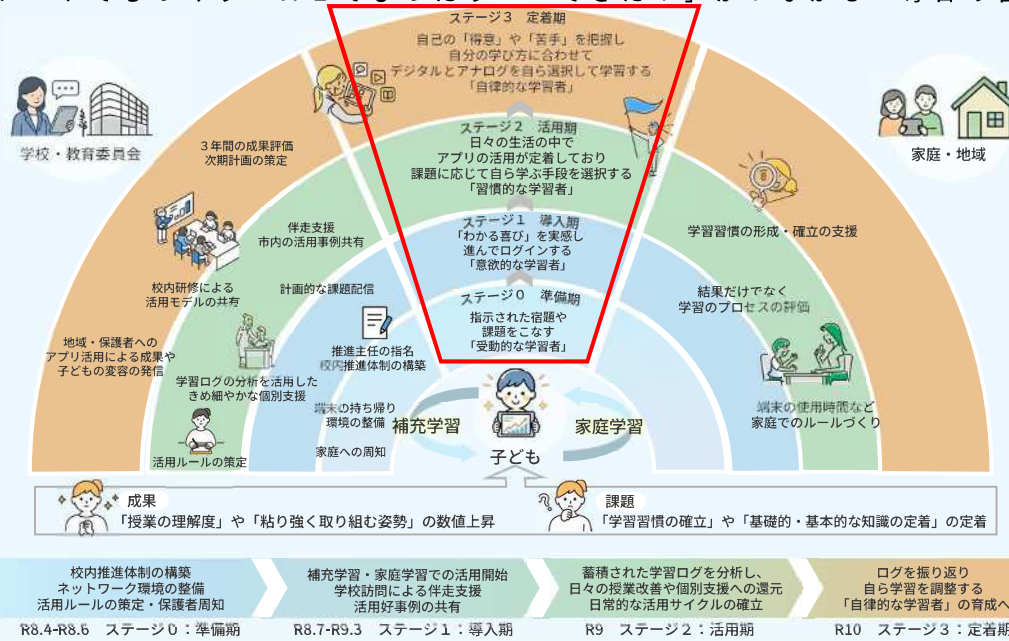 ステージ３　定着期
自己の「得意」や「苦手」を把握し
自分の学び方に合わせて
デジタルとアナログを自ら選択して学習する
「自律的な学習者」
ステージ２　活用期
日々の生活の中で
アプリの活用が定着しており
課題に応じて自ら学ぶ手段を選択する
「習慣的な学習者」
ステージ１　導入期
「わかる喜び」を実感し
進んでログインする
「意欲的な学習者」
ステージ０　準備期
指示された宿題や
課題をこなす
「受動的な学習者」
学校・教育委員会
３年間の成果評価
次期計画の策定
伴走支援
市内の活用事例共有
校内研修による
活用モデルの共有
計画的な課題配信
地域・保護者への
アプリ活用による成果や
子どもの変容の発信
推進主任の指名
校内推進体制の構築
学習ログの分析を活用した
きめ細やかな個別支援
端末の持ち帰り
環境の整備
家庭への周知
活用ルールの策定
家庭・地域
学習習慣の形成・確立の支援
結果だけでなく
学習のプロセスの評価
端末の使用時間など
家庭でのルールづくり
補充学習
家庭学習
子ども
成果
「授業の理解度」や「粘り強く取り組む姿勢」の数値上昇
課題
「学習習慣の確立」や「基礎的・基本的な知識の定着」の定着
校内推進体制の構築
ネットワーク環境の整備
活用ルールの策定・保護者周知
補充学習・家庭学習での活用開始
学校訪問による伴走支援
活用好事例の共有
蓄積された学習ログを分析し、
日々の授業改善や個別支援への還元
日常的な活用サイクルの確立
ログを振り返り
自ら学習を調整する
「自律的な学習者」の育成へ
R8.4-R8.6　ステージ０：準備期
R8.7-R9.3　ステージ１：導入期
R9　ステージ２：活用期
R10　ステージ３：定着期